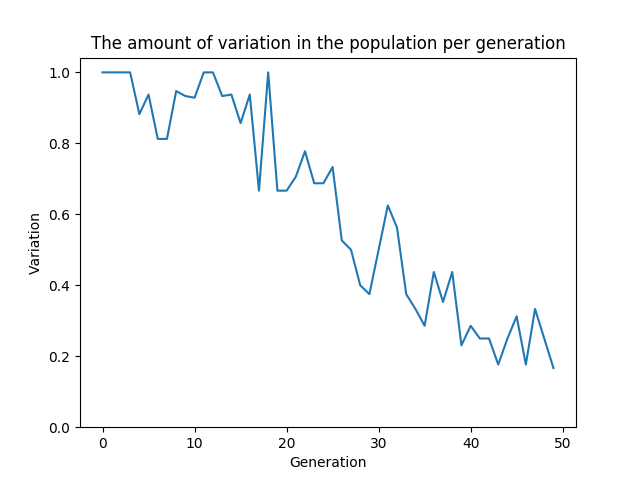 The amount of variation in the population per generation
1.0
0.8
0.6
0.4
0.2
0.0
Variation
0 10 20 30 40 50
Generation